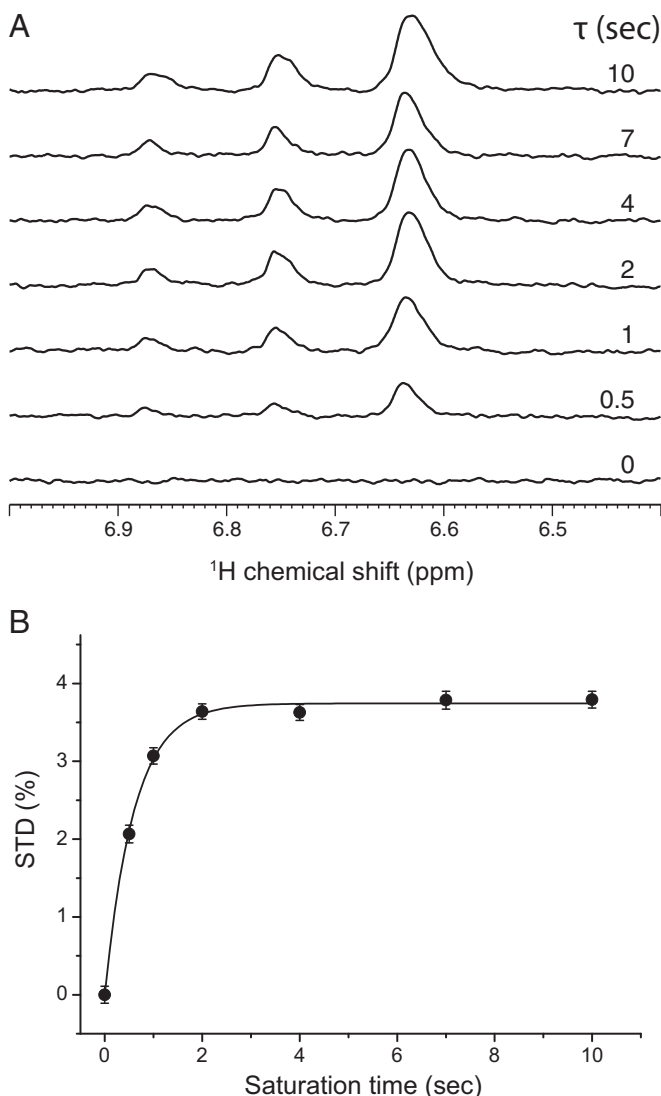 A
τ (sec)
10
7
4
2
1
0.5
0
6.9 6.8 6.7 6.6 6.5
¹H chemical shift (ppm)
B
4
3
2
1
0
STD (%)
0 2 4 6 8 10
Saturation time (sec)